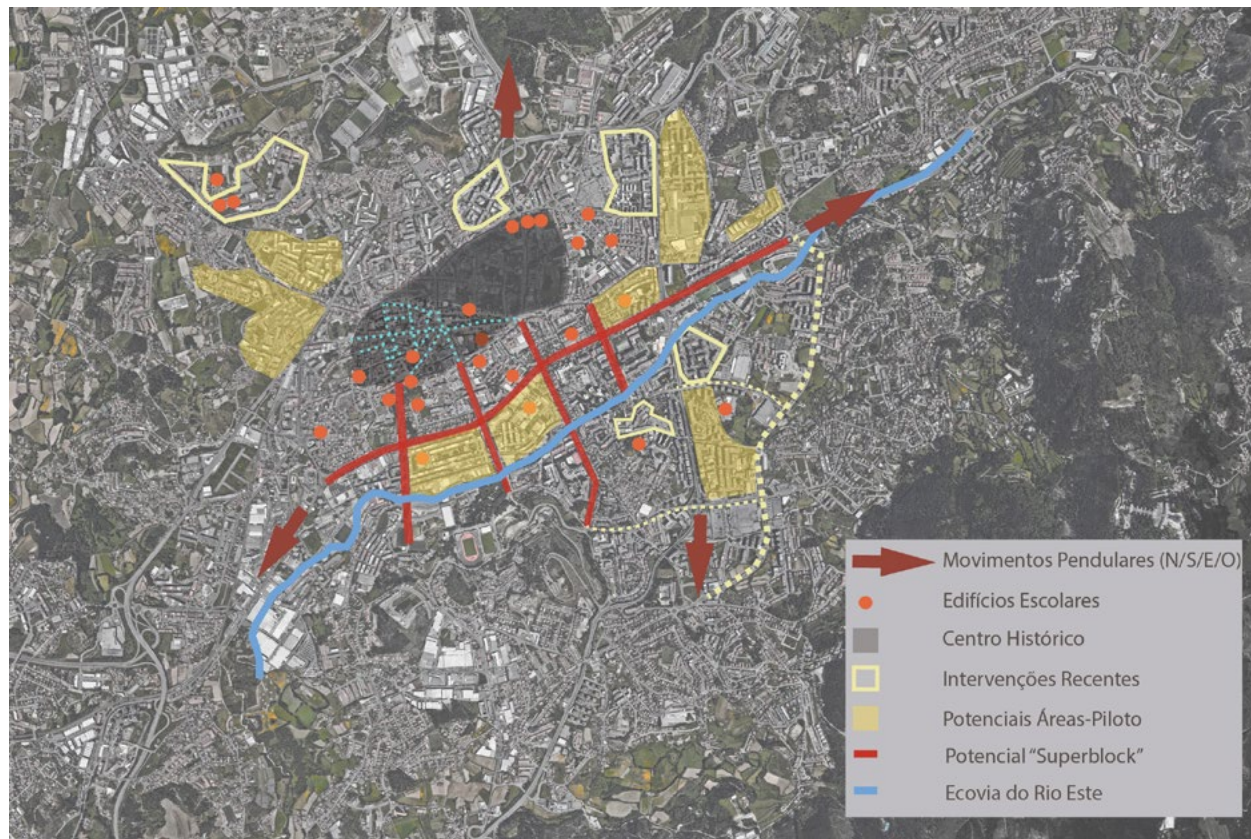 Movimentos Pendulares (N/S/E/O)
Edifícios Escolares
Centro Histórico
Intervenções Recentes
Potenciais Áreas-Piloto
Potencial "Superblock"
Ecovia do Rio Este